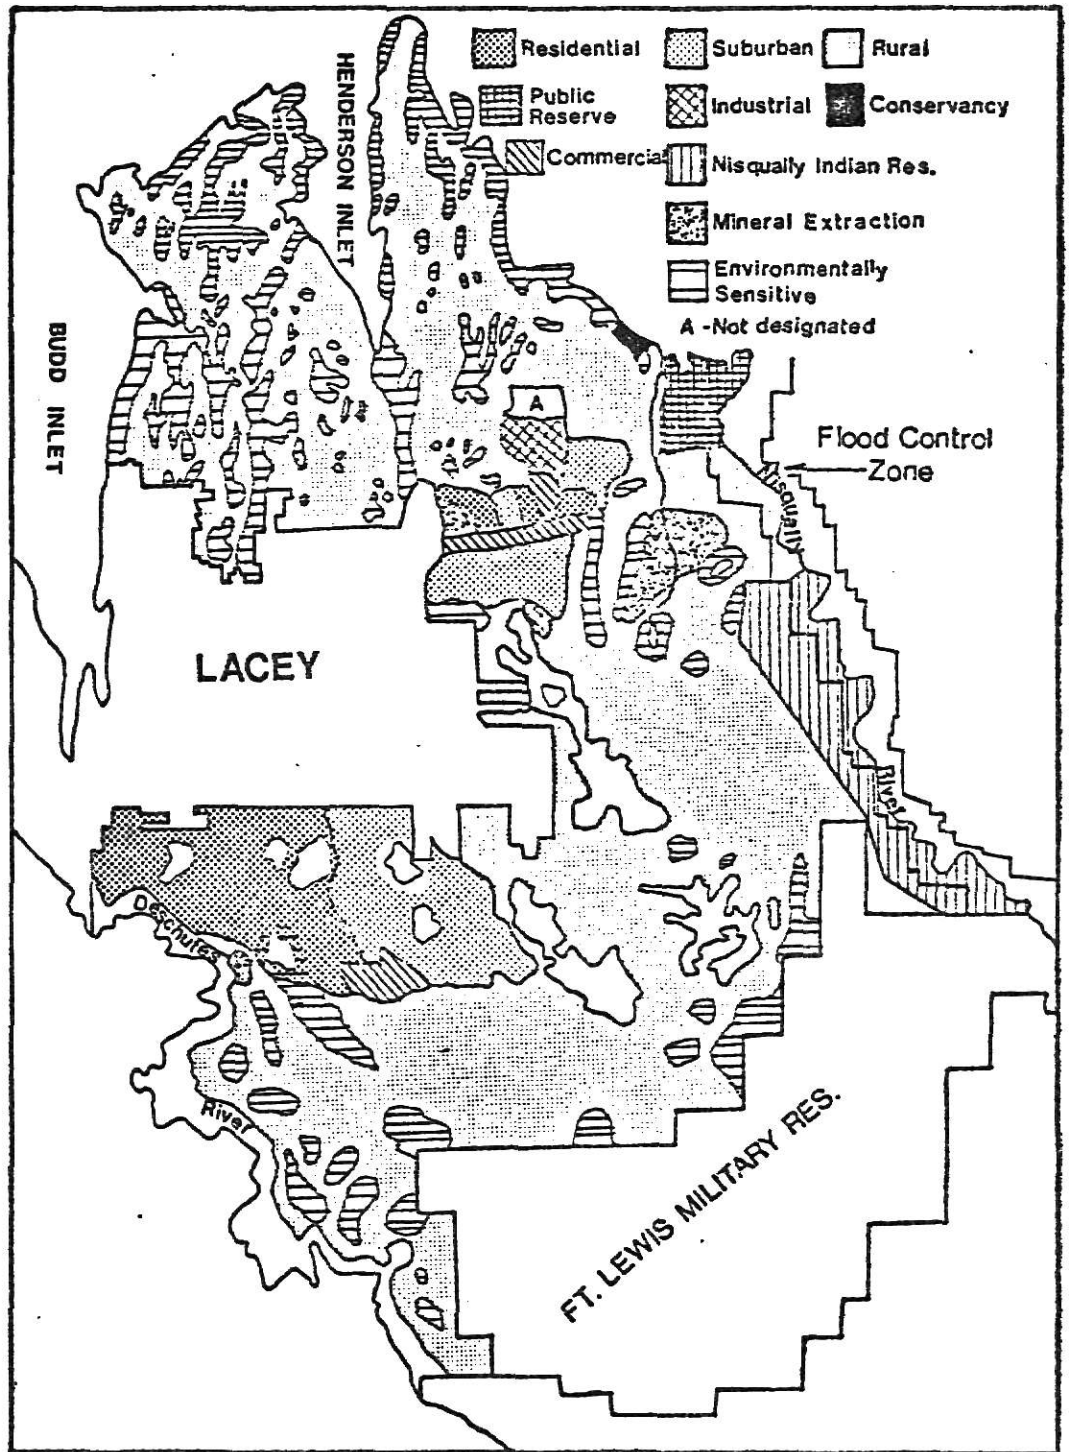 Residential
Suburban
Rural
Public
Reserve
Industrial
Conservancy
Commercial
Nisqually Indian Res.
Mineral Extraction
Environmentally
Sensitive
A - Not designated
HENDERSON INLET
BUDD INLET
A
Flood Control
Zone
Nisqually
River
LACEY
Deschutes
River
FT. LEWIS MILITARY RES.